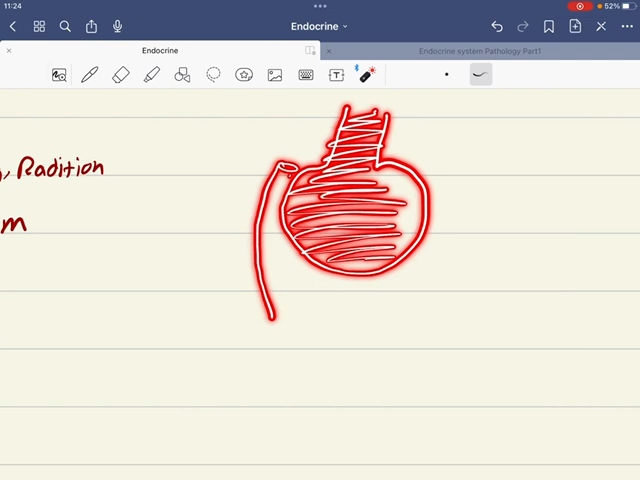 11:24
52%
Endocrine
Endocrine
Endocrine system Pathology Part1
T
, Radition
m